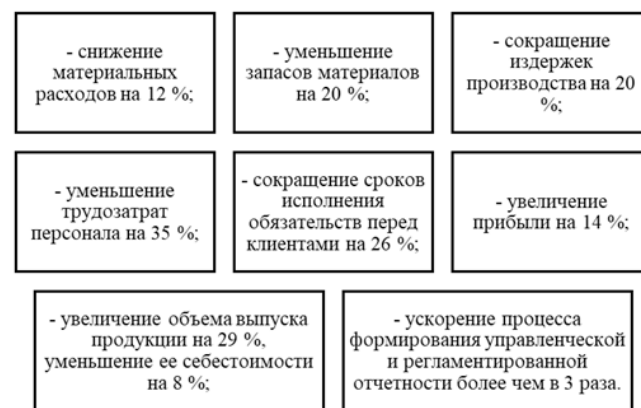 - снижение
материальных
расходов на 12 %;
- уменьшение
запасов материалов
на 20 %;
- сокращение
издержек
производства на 20
%;
- уменьшение
трудозатрат
персонала на 35 %;
- сокращение сроков
исполнения
обязательств перед
клиентами на 26 %;
- увеличение
прибыли на 14 %;
- увеличение объема выпуска
продукции на 29 %,
уменьшение ее себестоимости
на 8 %;
- ускорение процесса
формирования управленческой
и регламентированной
отчетности более чем в 3 раза.